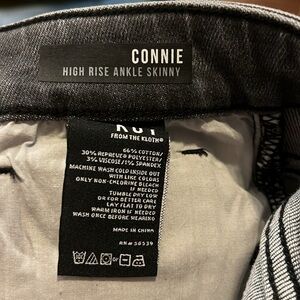 CONNIE
HIGH RISE ANKLE SKINNY
KUT
FROM THE KLOTH®
66% COTTON/
30% REPREVE® POLYESTER/
3% VISCOSE/1% SPANDEX
MACHINE WASH COLD INSIDE OUT
WITH LIKE COLORS
ONLY NON-CHLORINE BLEACH
IF NEEDED
TUMBLE DRY LOW
OR FOR BETTER CARE
LAY FLAT TO DRY
WARM IRON IF NEEDED
WASH ONCE BEFORE WEARING
OR
MADE IN CHINA
RN# 56539